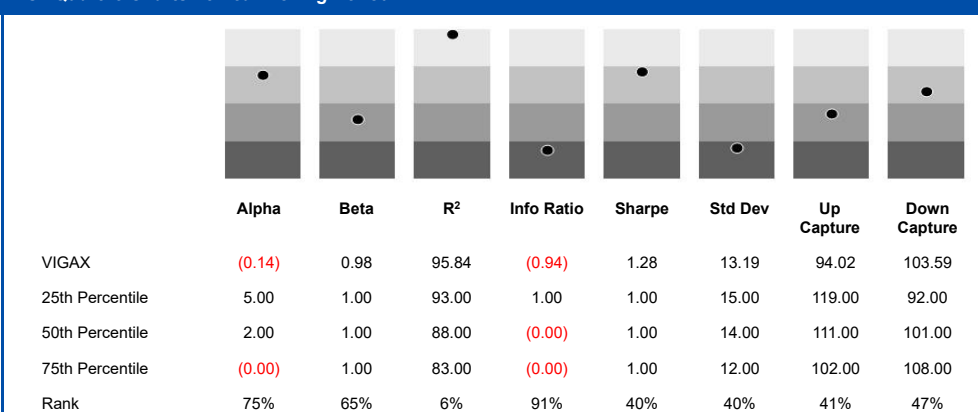 Alpha Beta R² Info Ratio Sharpe Std Dev Up Capture Down Capture
VIGAX (0.14) 0.98 95.84 (0.94) 1.28 13.19 94.02 103.59
25th Percentile 5.00 1.00 93.00 1.00 1.00 15.00 119.00 92.00
50th Percentile 2.00 1.00 88.00 (0.00) 1.00 14.00 111.00 101.00
75th Percentile (0.00) 1.00 83.00 (0.00) 1.00 12.00 102.00 108.00
Rank 75% 65% 6% 91% 40% 40% 41% 47%